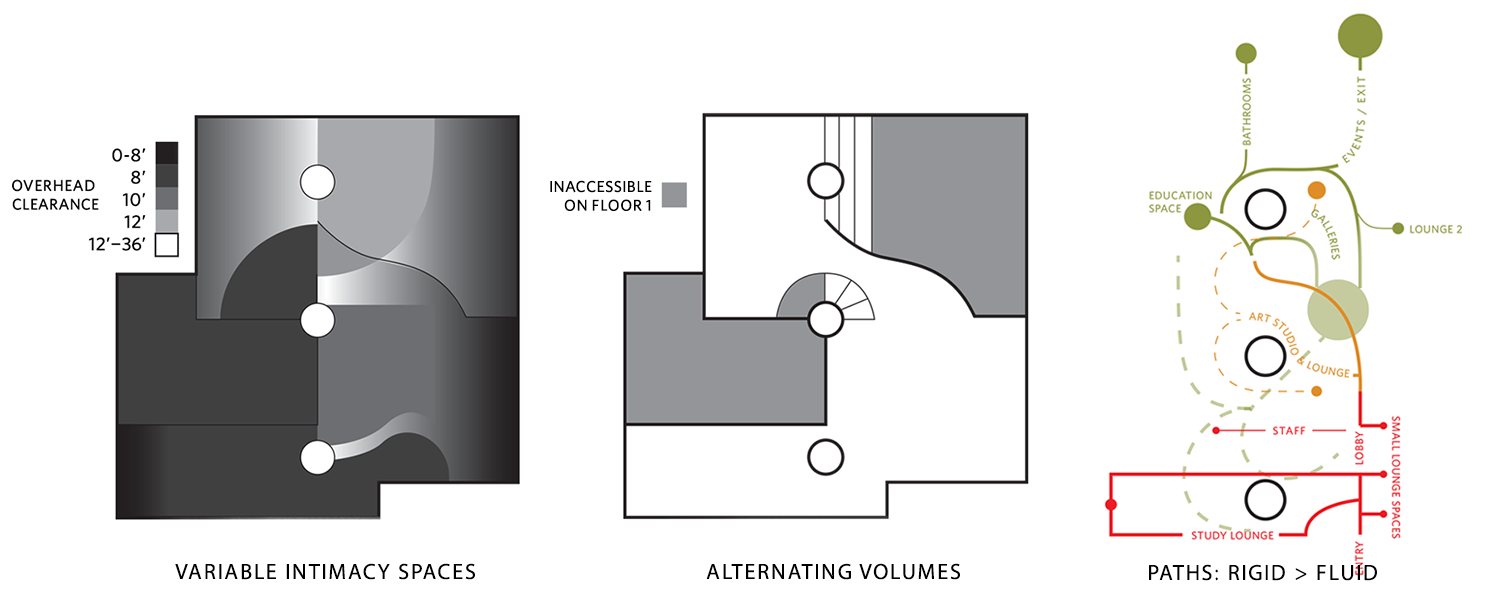 OVERHEAD
CLEARANCE
0-8’
8’
10’
12’
12’–36’
VARIABLE INTIMACY SPACES
INACCESSIBLE
ON FLOOR 1
ALTERNATING VOLUMES
BATHROOMS
EVENTS / EXIT
EDUCATION
SPACE
GALLERIES
LOUNGE 2
ART STUDIO & LOUNGE
STAFF
LOBBY
SMALL LOUNGE SPACES
STUDY LOUNGE
ENTRY
PATHS: RIGID > FLUID